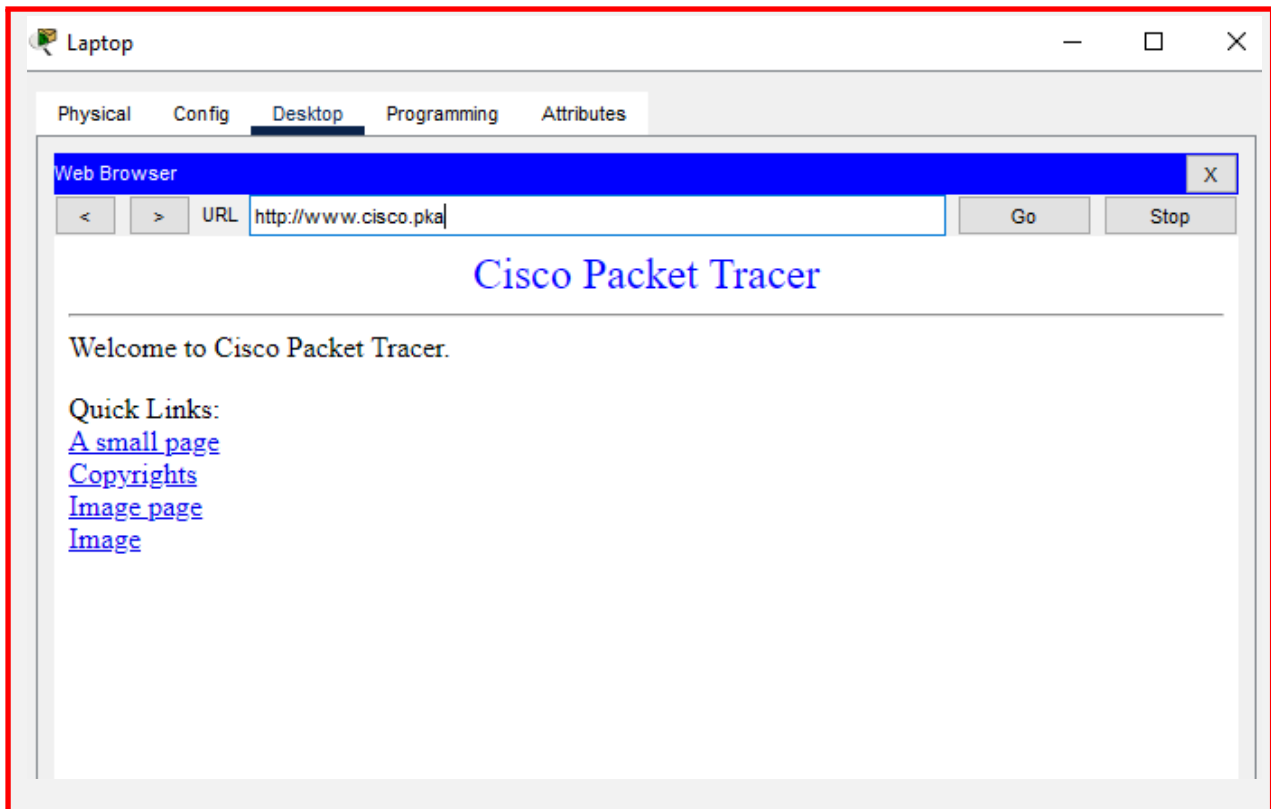 Laptop
Physical Config Desktop Programming Attributes
Web Browser X
< > URL http://www.cisco.pka Go Stop
Cisco Packet Tracer
Welcome to Cisco Packet Tracer.
Quick Links:
A small page
Copyrights
Image page
Image